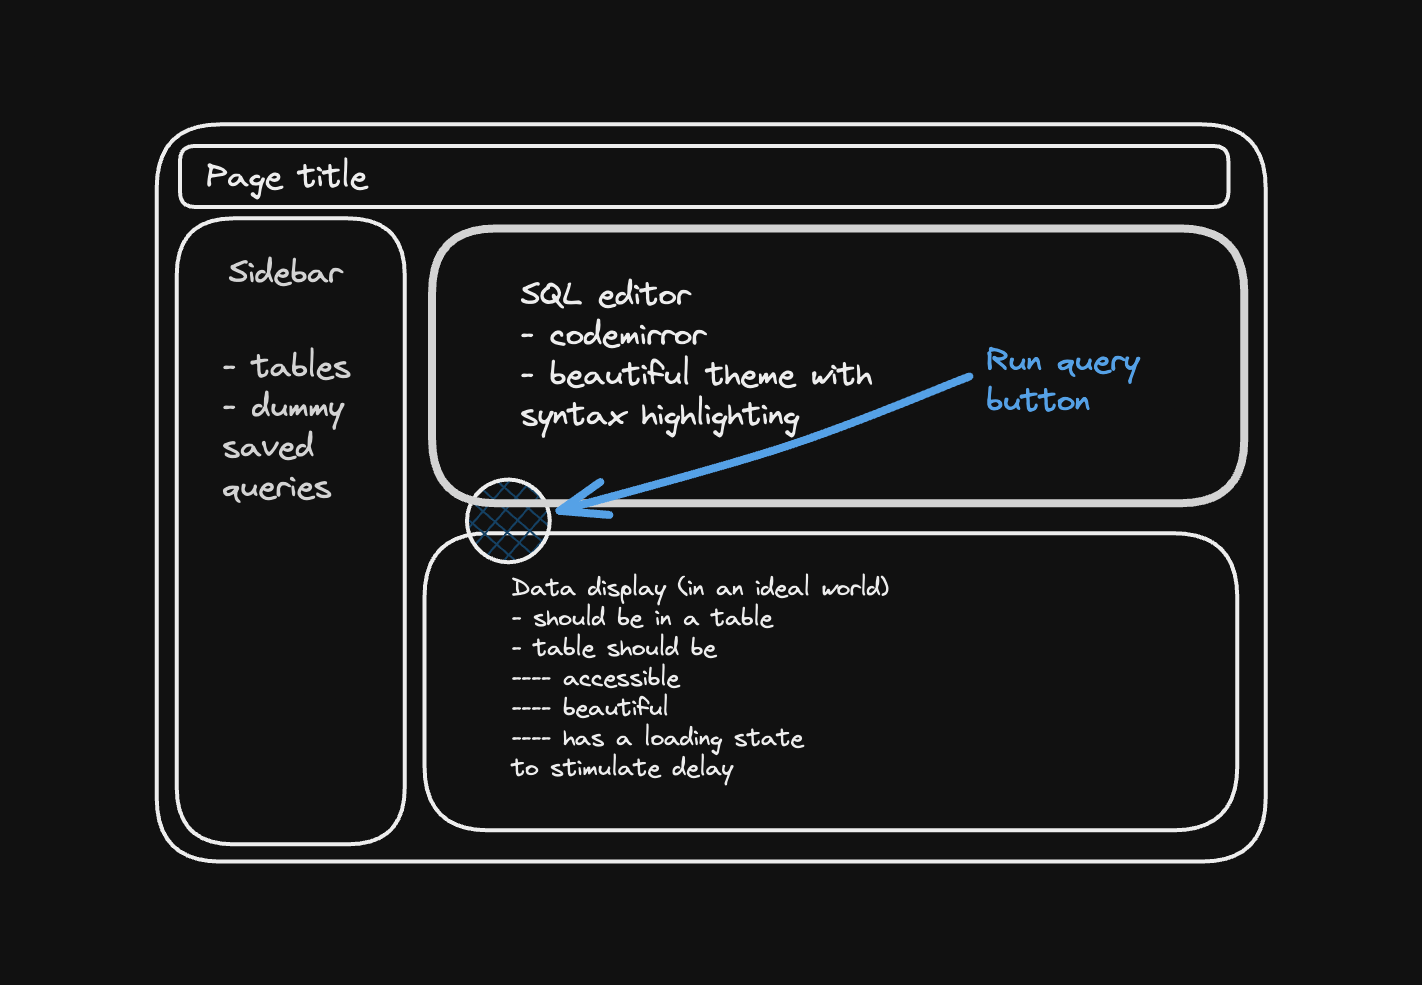 Page title
Sidebar
- tables
- dummy
saved
queries
SQL editor
- codemirror
- beautiful theme with
syntax highlighting
Run query
button
Data display (in an ideal world)
- should be in a table
- table should be
---- accessible
---- beautiful
---- has a loading state
to stimulate delay